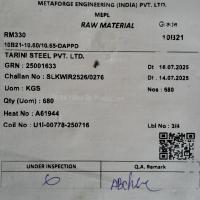 METAFORGE ENGINEERING (INDIA) PVT. LTD.
MEPL
RAW MATERIAL Grade
RM330 10B21
10B21-10.50/10.65-DAPPD
TARINI STEEL PVT. LTD.
GRN : 25001633 Dt : 16.07.2025
Challan No : SLKWIR2526/0276 Dt : 14.07.2025
Uom : KGS Nos : 680
Qty (Uom) : 680
Heat No : A61944
Coil No : U1I-00778-250716 Lbl No : 3/4
UNDER INSPECTION Q.A. Remark